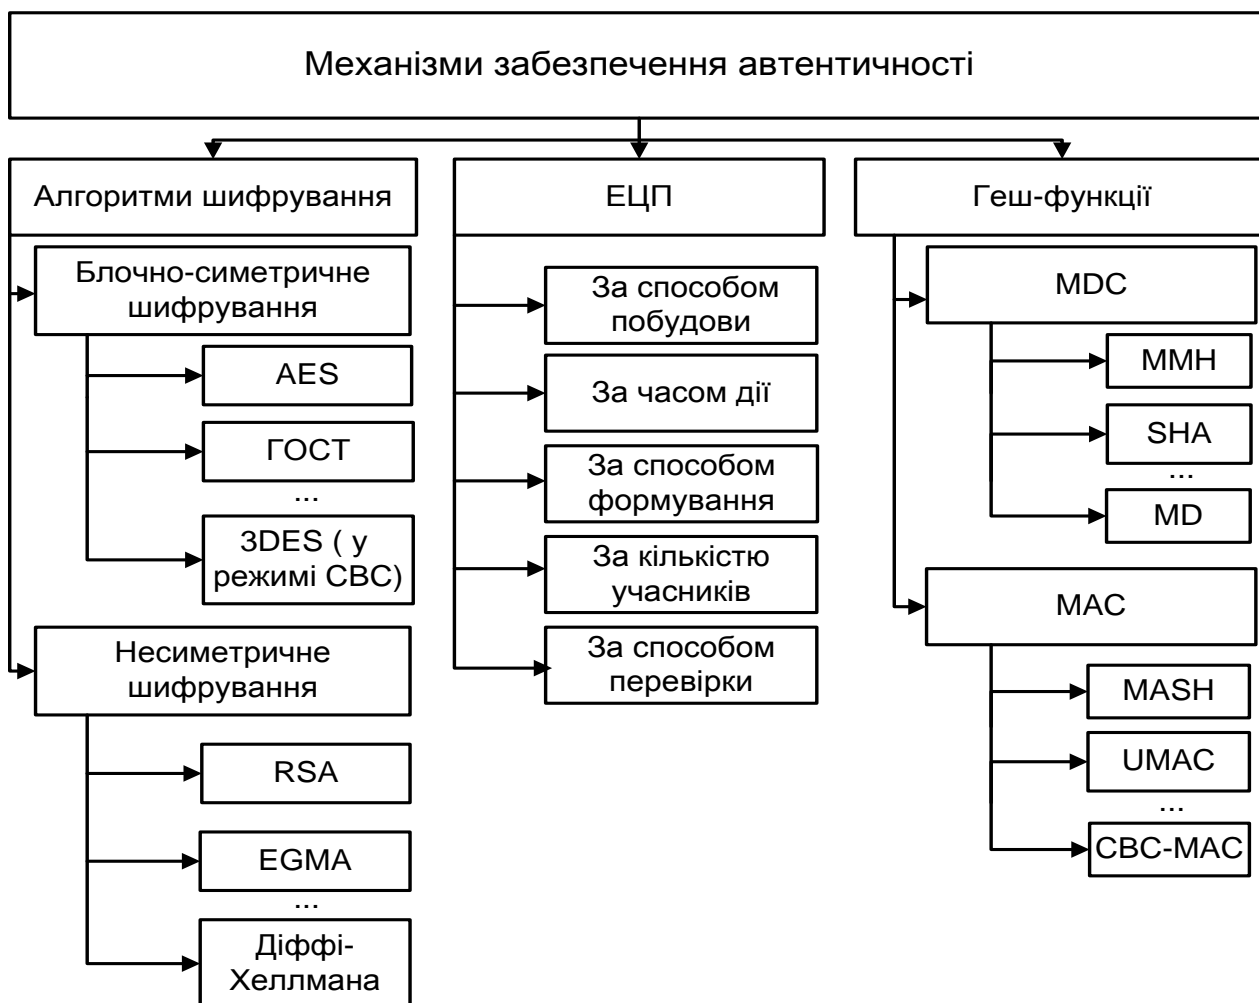 Механізми забезпечення автентичності
Алгоритми шифрування
Блочно-симетричне
шифрування
AES
ГОСТ
...
3DES ( у
режимі CBC)
Несиметричне
шифрування
RSA
EGMA
...
Діффі-
Хеллмана
ЕЦП
За способом
побудови
За часом дії
За способом
формування
За кількістю
учасників
За способом
перевірки
Геш-функції
MDC
MMH
SHA
...
MD
MAC
MASH
UMAC
...
CBC-MAC